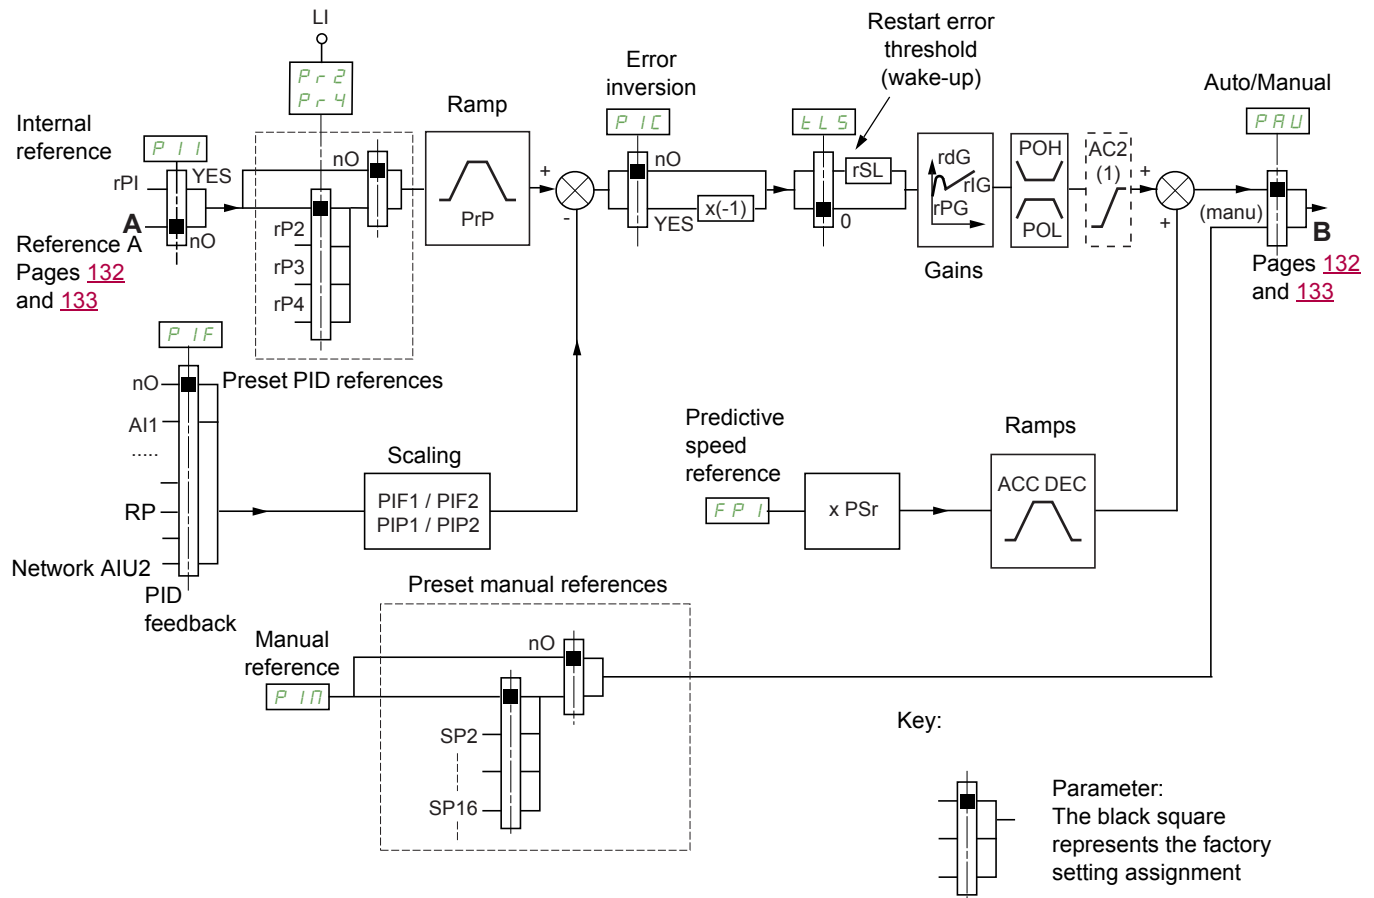 LI
Pr2
Pr4
Restart error
threshold
(wake-up)
Error
inversion
Auto/Manual
Ramp
Internal
reference
PII
PIC
tLS
PAU
rPI
YES
nO
nO
A
nO
Reference A
Pages 132
and 133
rP2
rP3
rP4
PrP
+
-
YES
x(-1)
rSL
0
rdG
rIG
rPG
Gains
POH
POL
AC2
(1)
+
+
(manu)
B
Pages 132
and 133
PIF
nO
Preset PID references
AI1
.....
RP
Network AIU2
PID
feedback
Scaling
PIF1 / PIF2
PIP1 / PIP2
Predictive
speed
reference
FPI
x PSr
Ramps
ACC DEC
Preset manual references
Manual
reference
PIM
nO
SP2
SP16
Key:
Parameter:
The black square
represents the factory
setting assignment